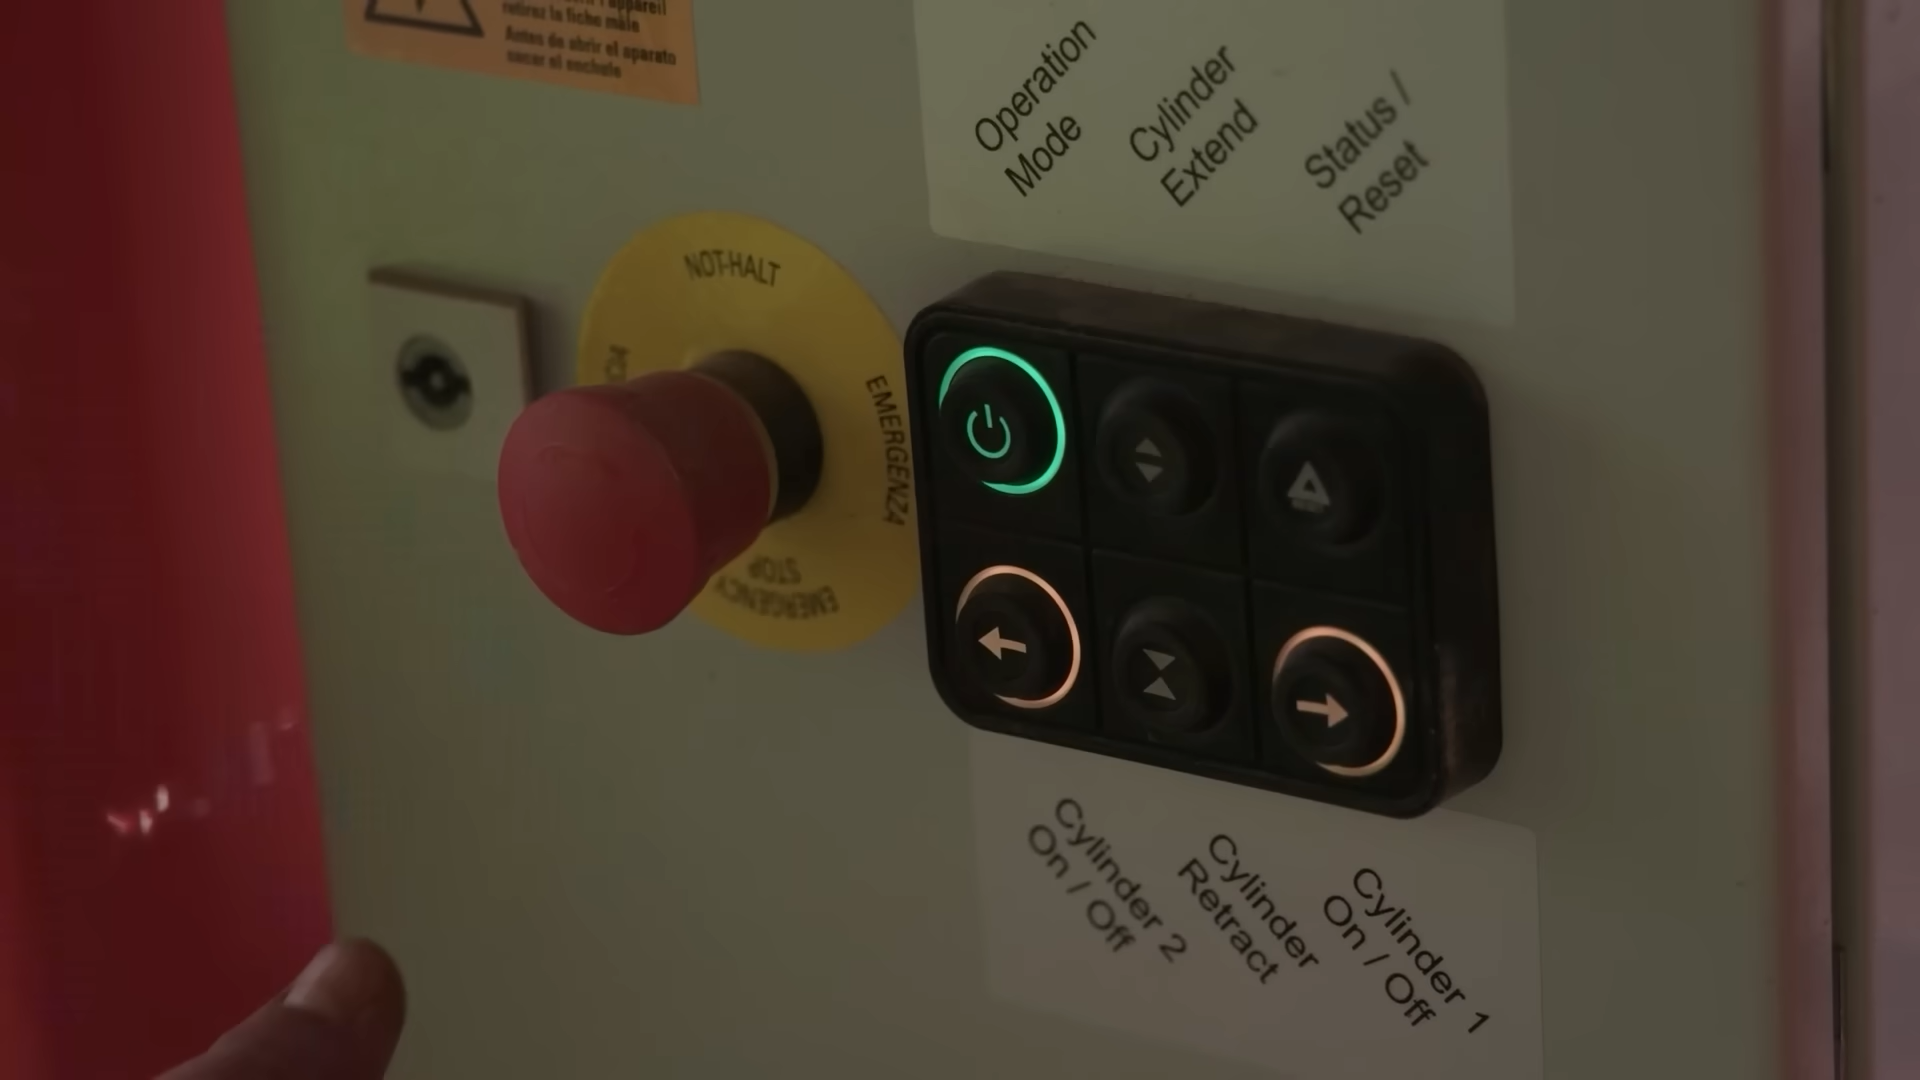 retirez la fiche mâle
Antes de abrir el aparato
sacar el enchufe
Operation
Mode
Cylinder
Extend
Status /
Reset
NOT-HALT
EMERGENZA
EMERGENCY
STOP
Cylinder 2
On / Off
Cylinder
Retract
Cylinder 1
On / Off